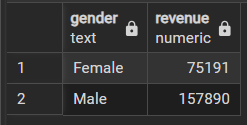 gender text revenue numeric
1 Female 75191
2 Male 157890